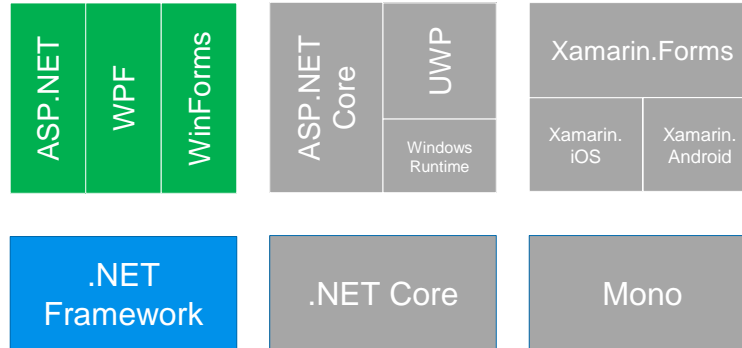 ASP.NET
WPF
WinForms
ASP.NET
Core
UWP
Windows
Runtime
Xamarin.Forms
Xamarin.
iOS
Xamarin.
Android
.NET
Framework
.NET Core
Mono